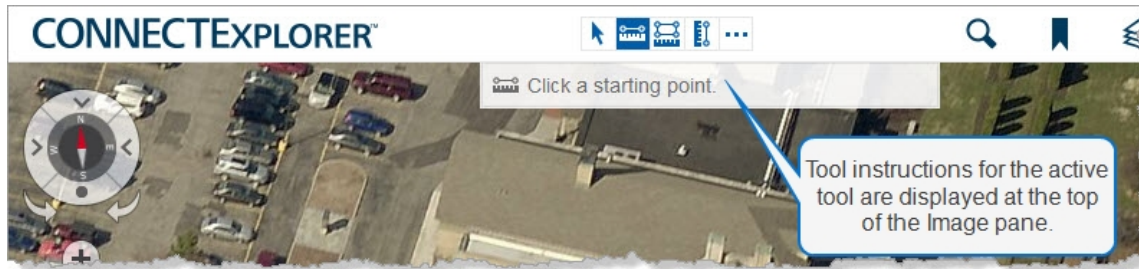 CONNECTEXPLORER™
Click a starting point.
N
W
E
S
Tool instructions for the active
tool are displayed at the top
of the Image pane.